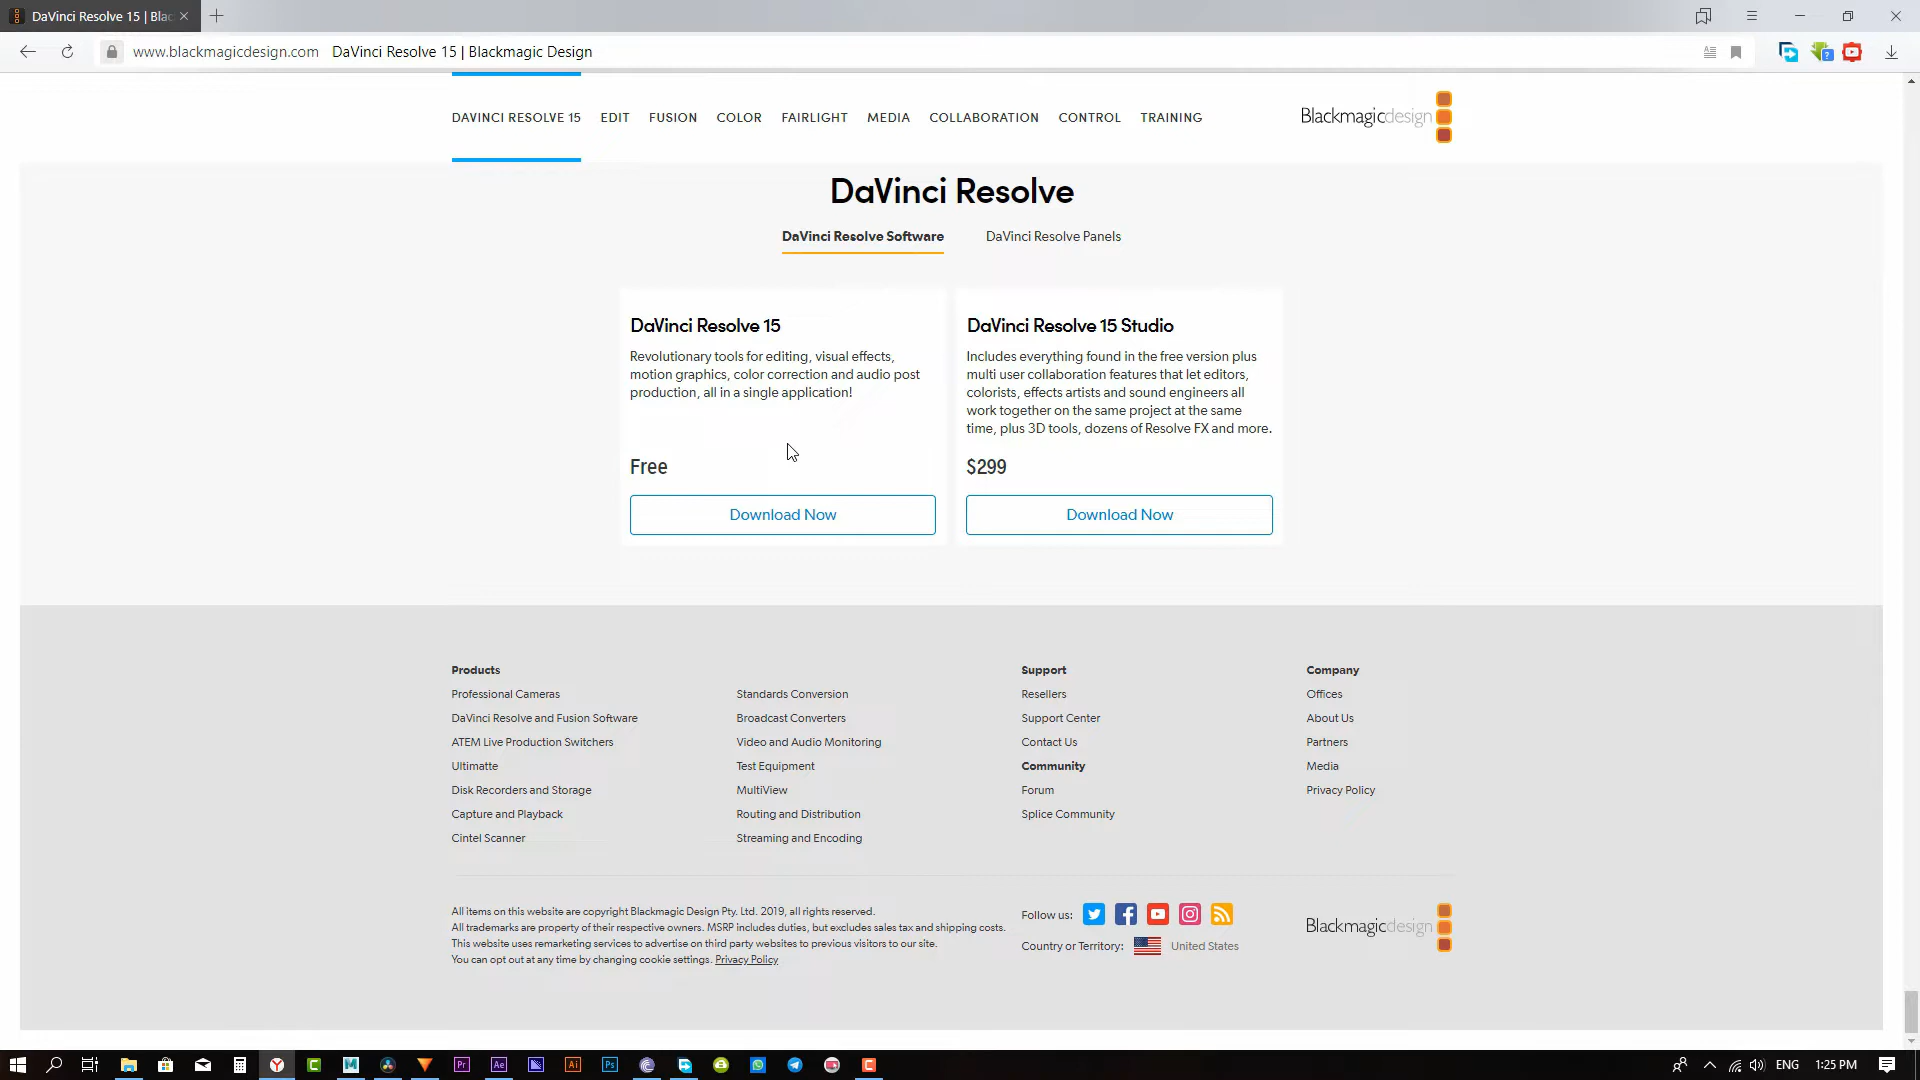 DaVinci Resolve 15 | Blac
www.blackmagicdesign.com DaVinci Resolve 15 | Blackmagic Design
DAVINCI RESOLVE 15 EDIT FUSION COLOR FAIRLIGHT MEDIA COLLABORATION CONTROL TRAINING
Blackmagicdesign
DaVinci Resolve
DaVinci Resolve Software DaVinci Resolve Panels
DaVinci Resolve 15
Revolutionary tools for editing, visual effects,
motion graphics, color correction and audio post
production, all in a single application!
Free
Download Now
DaVinci Resolve 15 Studio
Includes everything found in the free version plus
multi user collaboration features that let editors,
colorists, effects artists and sound engineers all
work together on the same project at the same
time, plus 3D tools, dozens of Resolve FX and more.
$299
Download Now
Products
Professional Cameras
DaVinci Resolve and Fusion Software
ATEM Live Production Switchers
Ultimatte
Disk Recorders and Storage
Capture and Playback
Cintel Scanner
Standards Conversion
Broadcast Converters
Video and Audio Monitoring
Test Equipment
MultiView
Routing and Distribution
Streaming and Encoding
Support
Resellers
Support Center
Contact Us
Community
Forum
Splice Community
Company
Offices
About Us
Partners
Media
Privacy Policy
All items on this website are copyright Blackmagic Design Pty. Ltd. 2019, all rights reserved.
All trademarks are property of their respective owners. MSRP includes duties, but excludes sales tax and shipping costs.
This website uses remarketing services to advertise on third party websites to previous visitors to our site.
You can opt out at any time by changing cookie settings. Privacy Policy
Follow us:
Country or Territory: United States
Blackmagicdesign
Pr Ae Ai Ps
ENG 1:25 PM